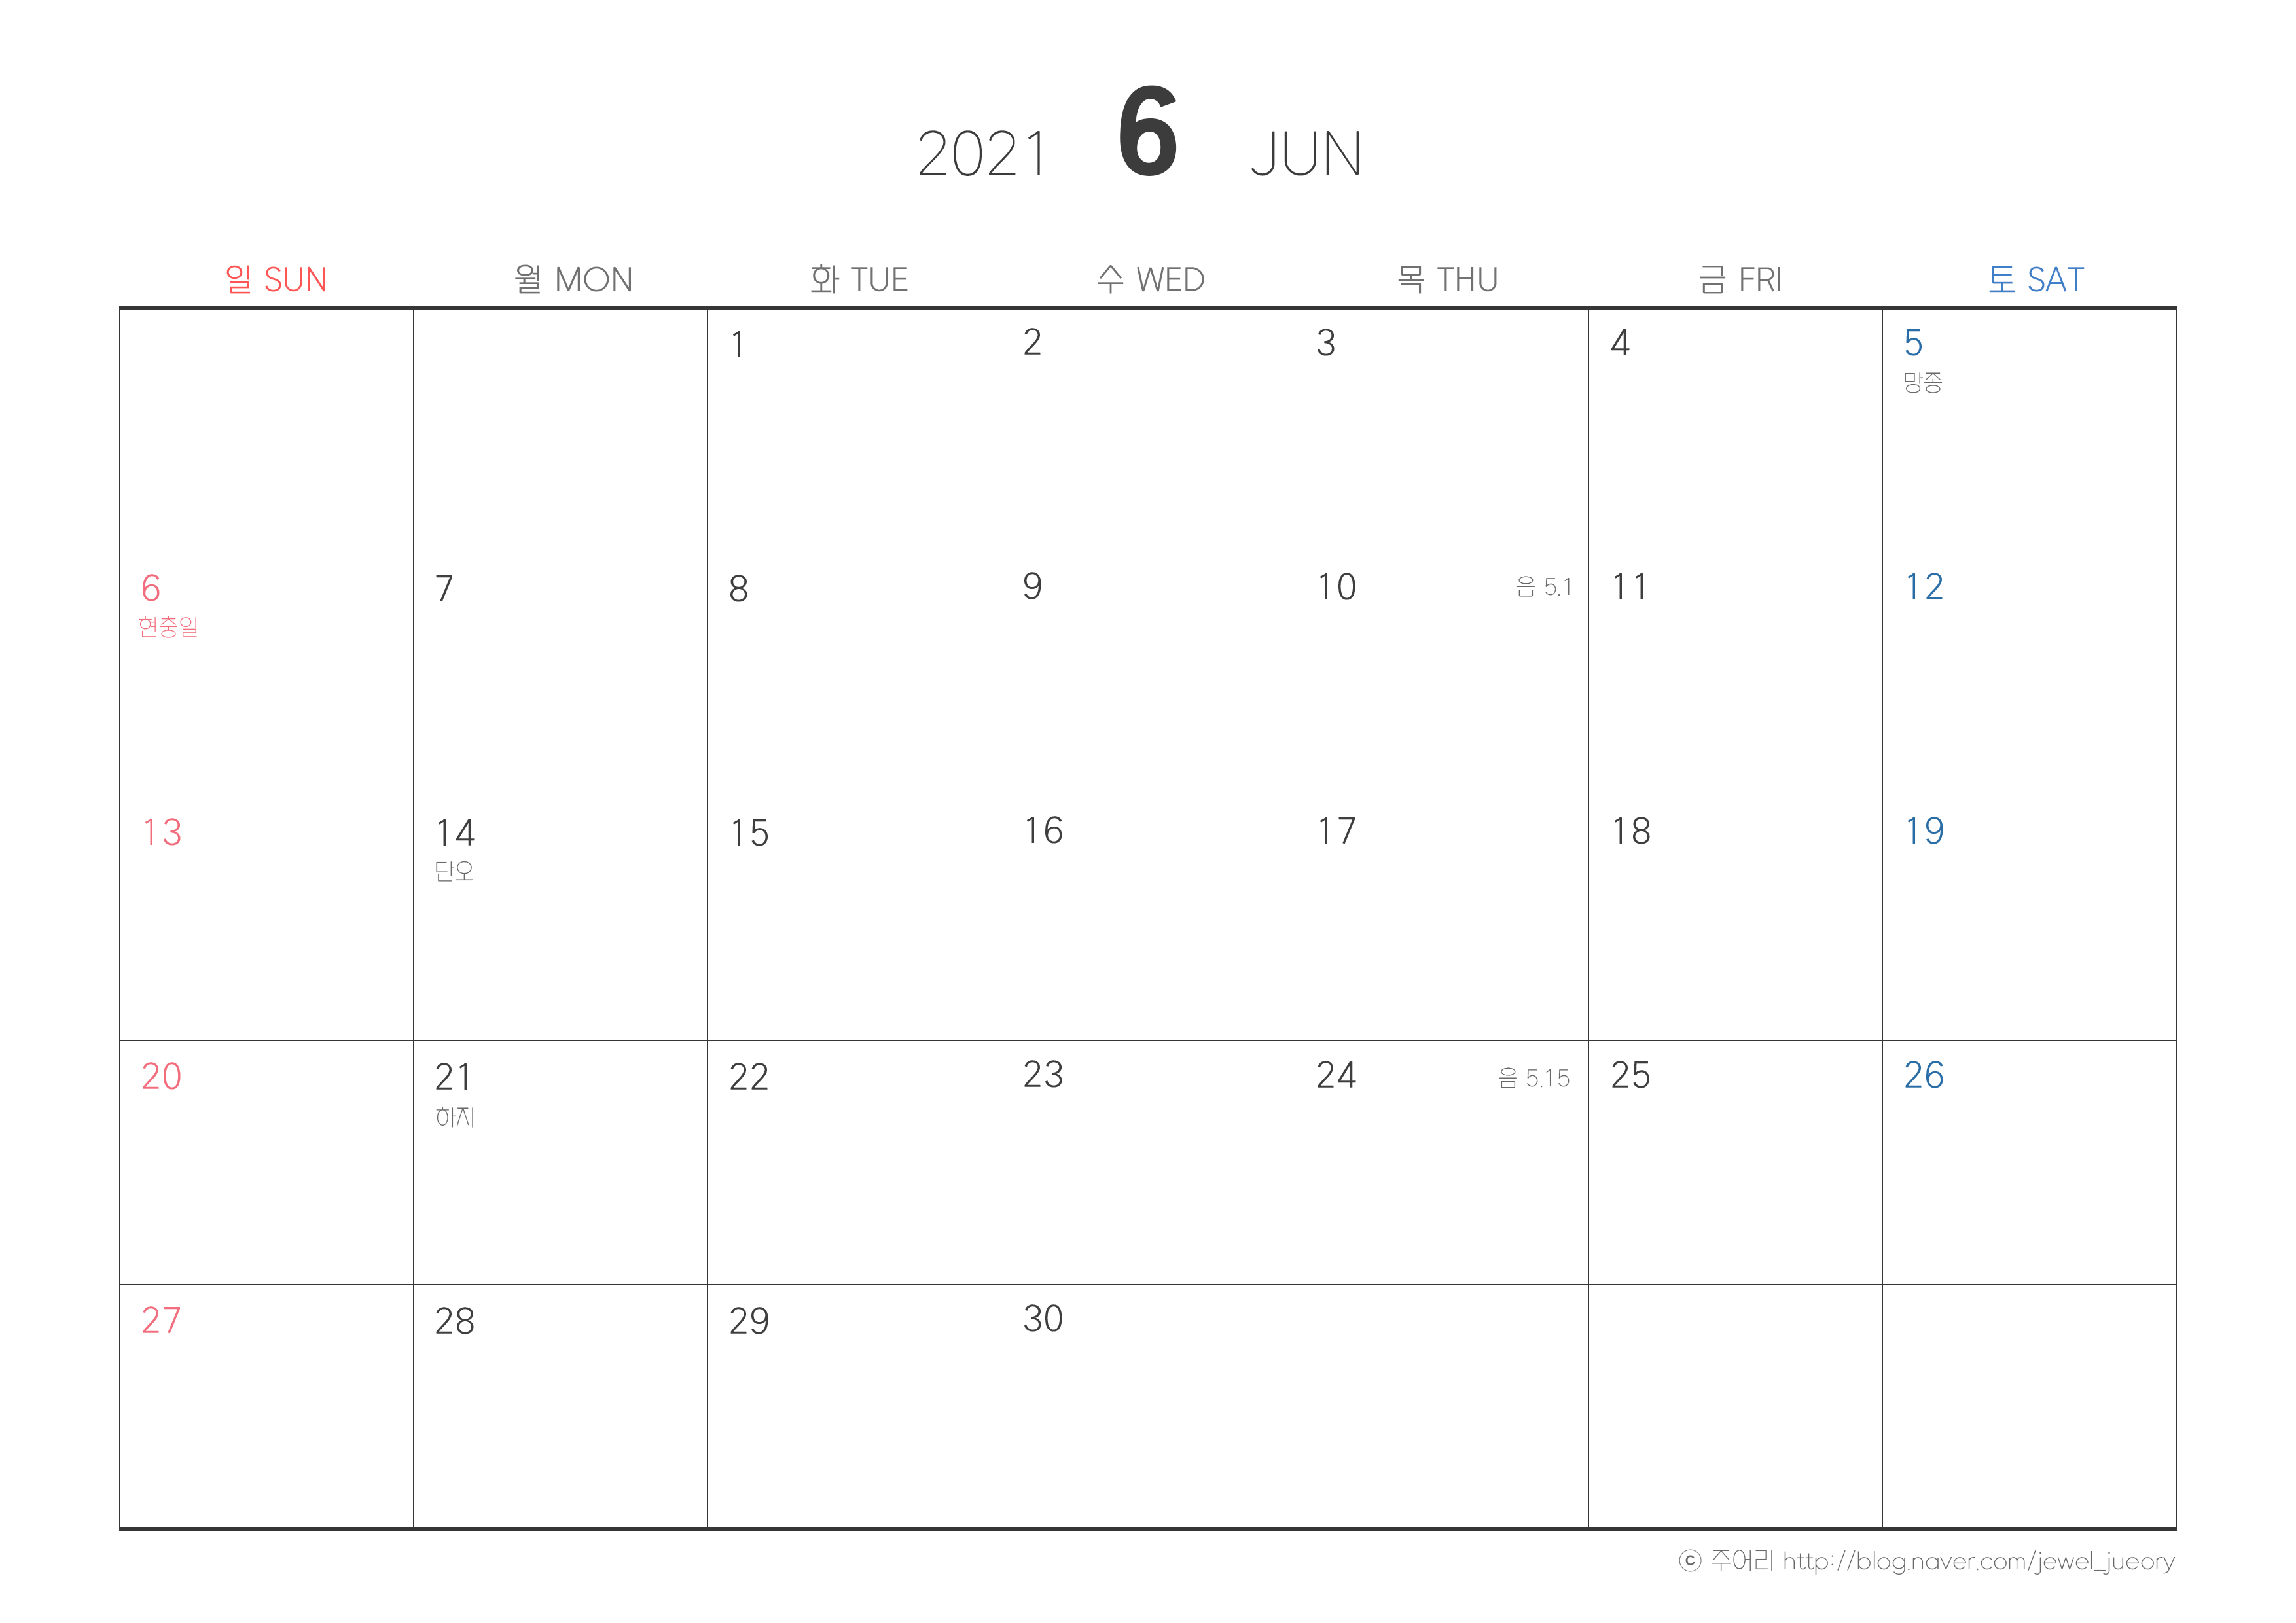 2021 6 JUN
일 SUN 월 MON 화 TUE 수 WED 목 THU 금 FRI 토 SAT
1 2 3 4 5
망종
6 7 8 9 10 음 5.1 11 12
현충일
13 14 15 16 17 18 19
단오
20 21 22 23 24 음 5.15 25 26
하지
27 28 29 30
ⓒ 주어리 http://blog.naver.com/jewel_jueory